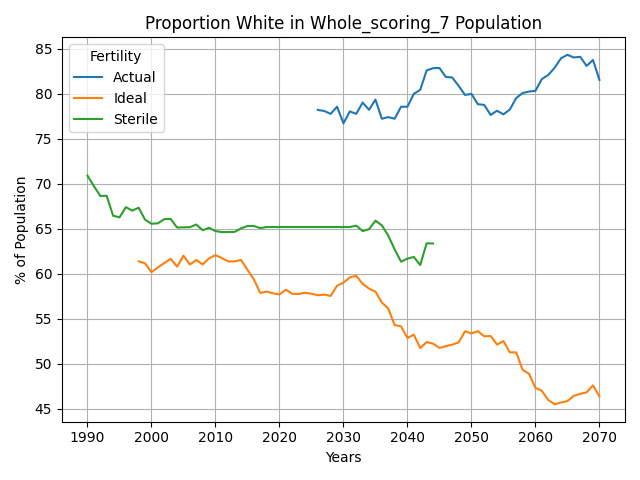 Proportion White in Whole_scoring_7 Population
Fertility
Actual
Ideal
Sterile
% of Population
85
80
75
70
65
60
55
50
45
1990 2000 2010 2020 2030 2040 2050 2060 2070
Years